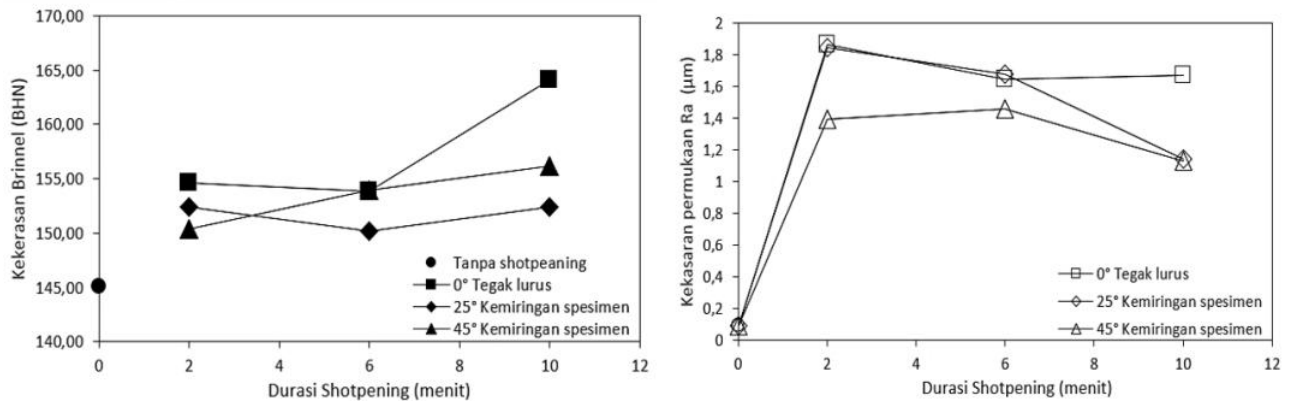 Kekerasan Brinnel (BHN)
170,00
165,00
160,00
155,00
150,00
145,00
140,00
0 2 4 6 8 10 12
Durasi Shotpening (menit)
Tanpa shotpeaning
0° Tegak lurus
25° Kemiringan spesimen
45° Kemiringan spesimen
Kekasaran permukaan Ra (µm)
2
1,8
1,6
1,4
1,2
1
0,8
0,6
0,4
0,2
0
0 2 4 6 8 10 12
Durasi Shotpening (menit)
0° Tegak lurus
25° Kemiringan spesimen
45° Kemiringan spesimen